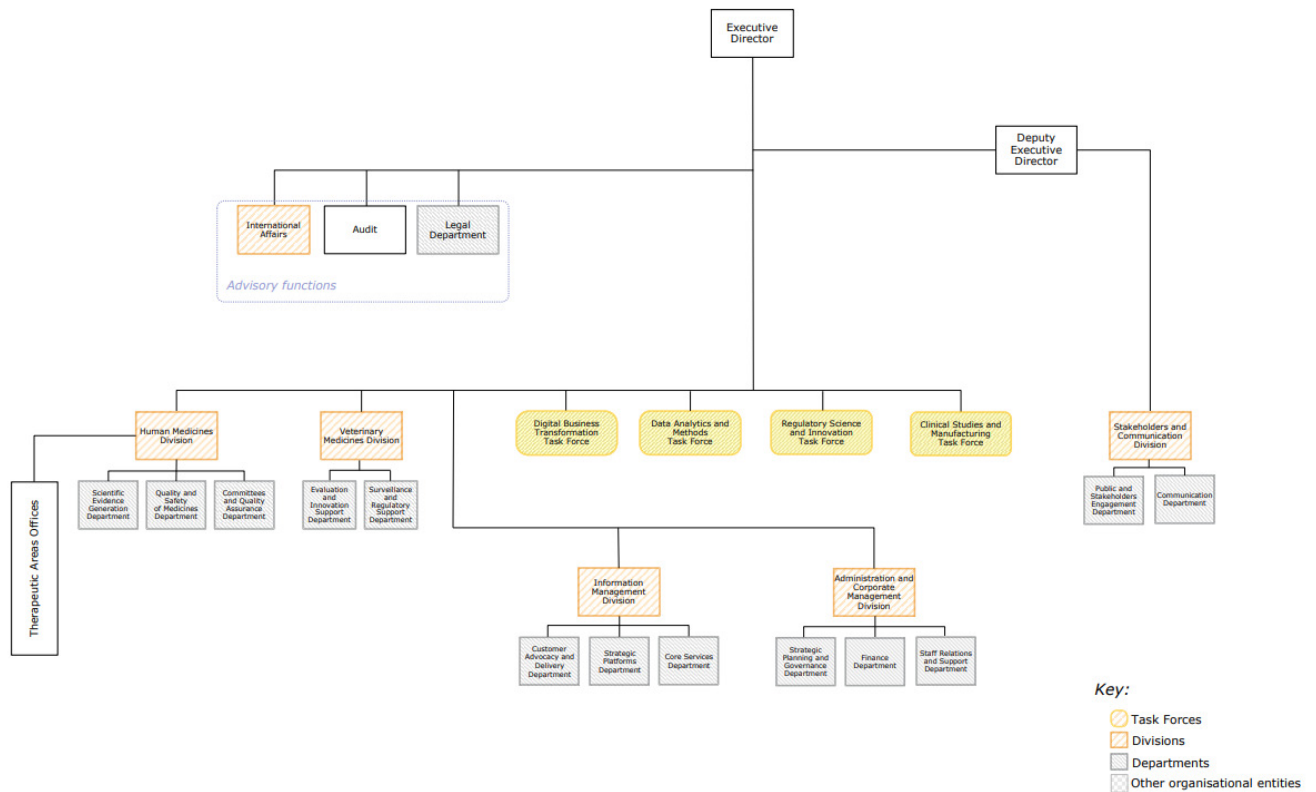 Executive
Director
Deputy
Executive
Director
International
Affairs
Audit
Legal
Department
Advisory functions
Human Medicines
Division
Veterinary
Medicines Division
Digital Business
Transformation
Task Force
Data Analytics and
Methods
Task Force
Regulatory Science
and Innovation
Task Force
Clinical Studies and
Manufacturing
Task Force
Stakeholders and
Communication
Division
Therapeutic Areas Offices
Scientific
Evidence
Generation
Department
Quality and
Safety
of Medicines
Department
Committees
and Quality
Assurance
Department
Evaluation
and
Innovation
Support
Department
Surveillance
and
Regulatory
Support
Department
Public and
Stakeholders
Engagement
Department
Communication
Department
Information
Management
Division
Administration and
Corporate
Management
Division
Customer
Advocacy and
Delivery
Department
Strategic
Platforms
Department
Core Services
Department
Strategic
Planning and
Governance
Department
Finance
Department
Staff Relations
and Support
Department
Key:
Task Forces
Divisions
Departments
Other organisational entities